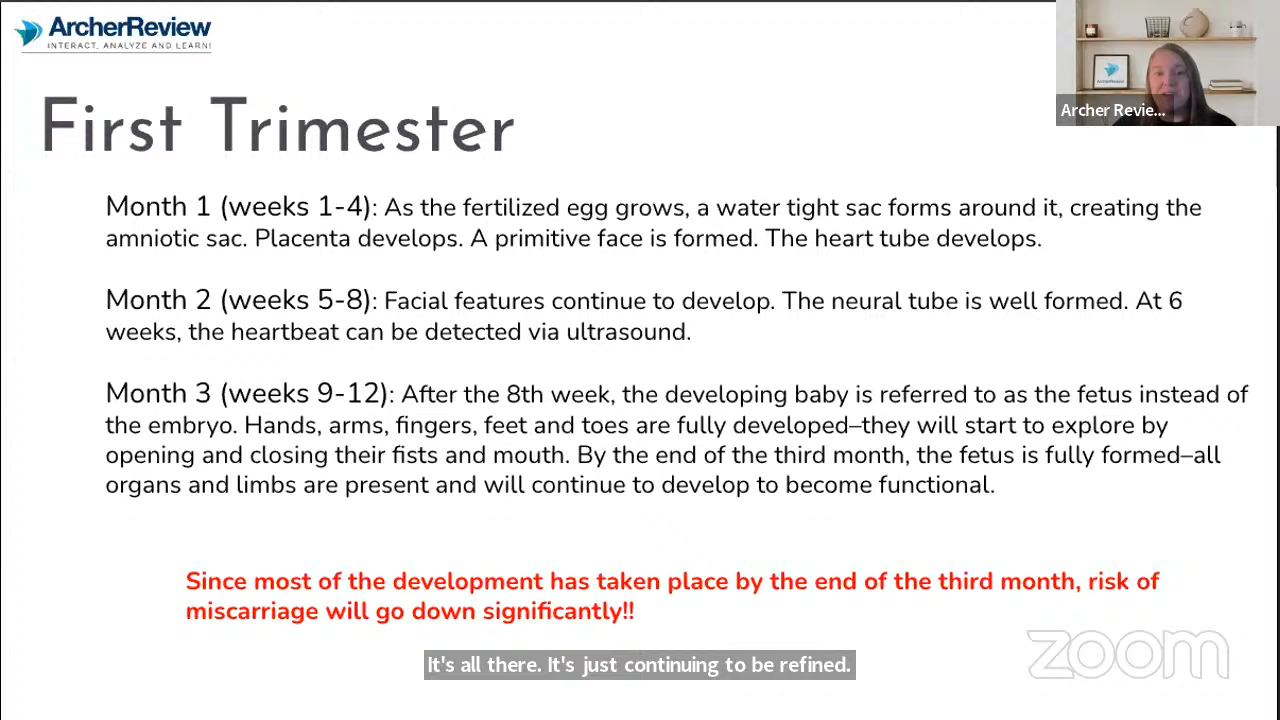 ArcherReview
INTERACT, ANALYZE AND LEARN!
First Trimester
Month 1 (weeks 1-4): As the fertilized egg grows, a water tight sac forms around it, creating the
amniotic sac. Placenta develops. A primitive face is formed. The heart tube develops.
Month 2 (weeks 5-8): Facial features continue to develop. The neural tube is well formed. At 6
weeks, the heartbeat can be detected via ultrasound.
Month 3 (weeks 9-12): After the 8th week, the developing baby is referred to as the fetus instead of
the embryo. Hands, arms, fingers, feet and toes are fully developed–they will start to explore by
opening and closing their fists and mouth. By the end of the third month, the fetus is fully formed–all
organs and limbs are present and will continue to develop to become functional.
Since most of the development has taken place by the end of the third month, risk of
miscarriage will go down significantly!!
It's all there. It's just continuing to be refined.
zoom
ArcherReview
Archer Revie...